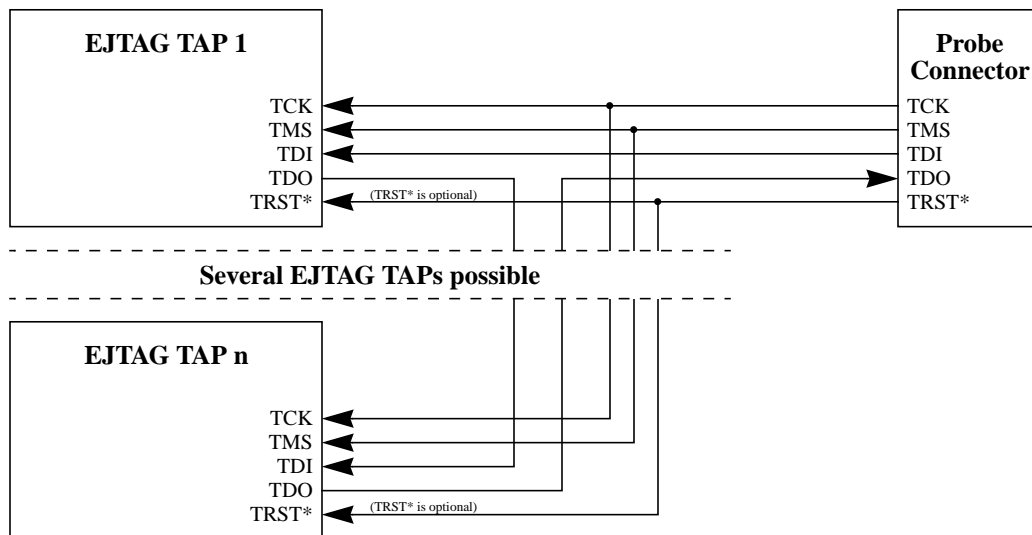 EJTAG TAP 1
TCK
TMS
TDI
TDO
TRST*
(TRST* is optional)
Probe
Connector
TCK
TMS
TDI
TDO
TRST*
Several EJTAG TAPs possible
EJTAG TAP n
TCK
TMS
TDI
TDO
TRST*
(TRST* is optional)